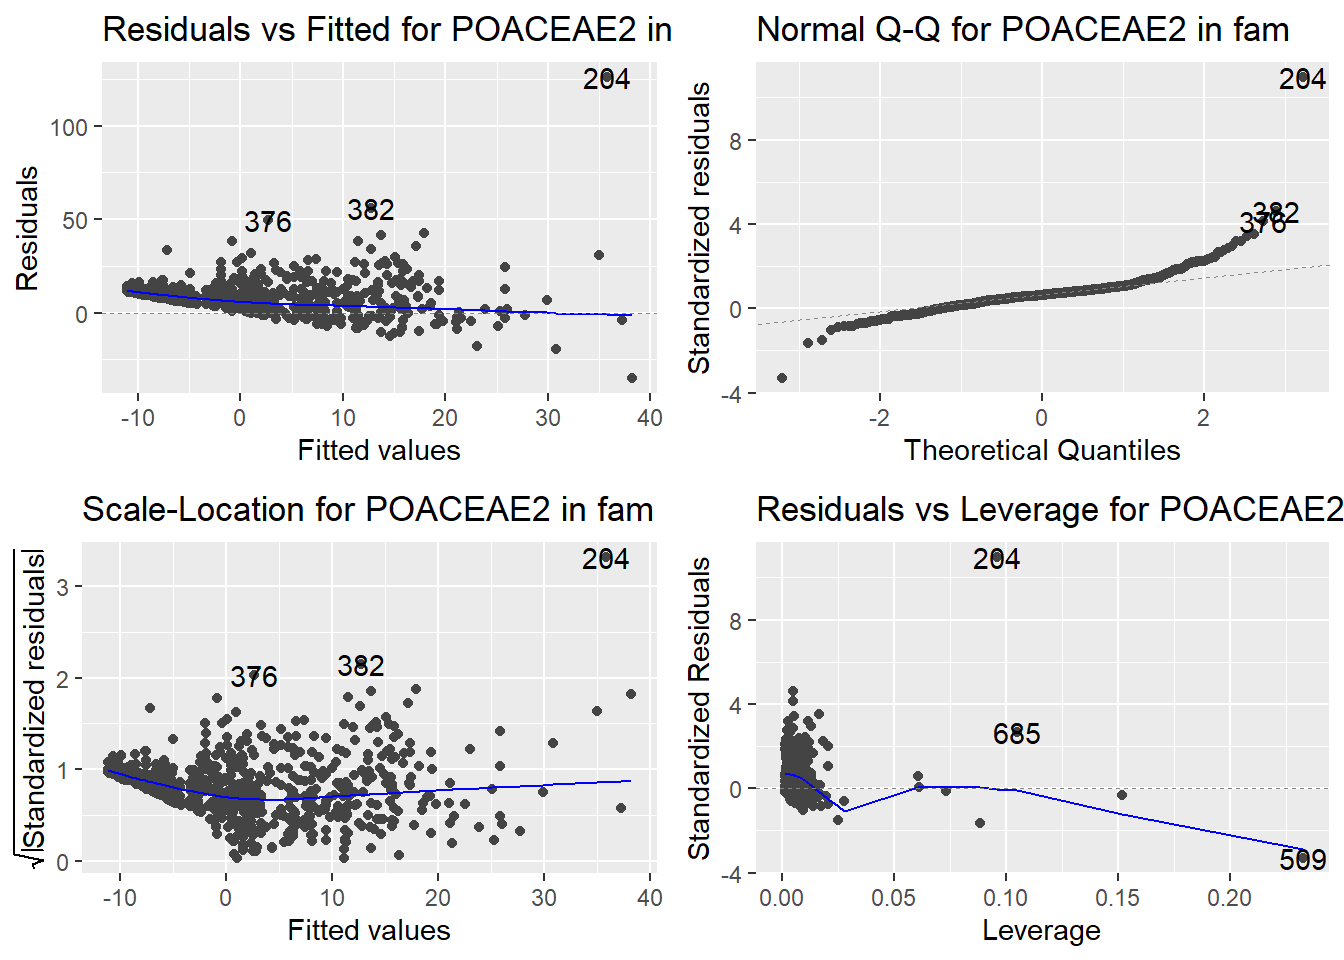 Residuals vs Fitted for POACEAE2 in
204
100
376
382
50
0
Residuals
-10 0 10 20 30 40
Fitted values
Normal Q-Q for POACEAE2 in fam
204
8
382
376
4
0
-4
Standardized residuals
-2 0 2
Theoretical Quantiles
Scale-Location for POACEAE2 in fam
204
3
382
376
2
1
0
√|Standardized residuals|
-10 0 10 20 30 40
Fitted values
Residuals vs Leverage for POACEAE2
204
8
4
685
0
509
-4
Standardized Residuals
0.00 0.05 0.10 0.15 0.20
Leverage